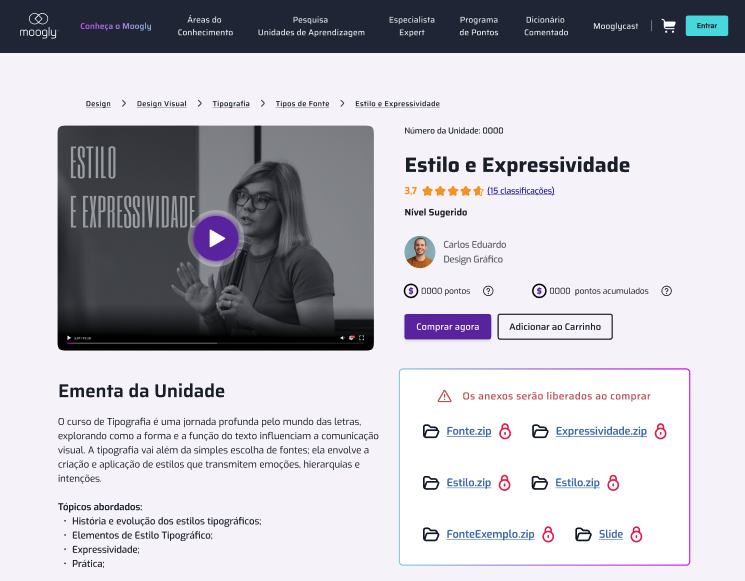 moogly
Conheça o Moogly
Áreas do
Conhecimento
Pesquisa
Unidades de Aprendizagem
Especialista
Expert
Programa
de Pontos
Dicionário
Comentado
Mooglycast
Entrar
Design > Design Visual > Tipografia > Tipos de Fonte > Estilo e Expressividade
ESTILO
E EXPRESSIVIDADE
Número da Unidade: 0000
Estilo e Expressividade
3,7 (15 classificações)
Nível Sugerido
Carlos Eduardo
Design Gráfico
$ 0000 pontos ?
$ 0000 pontos acumulados ?
Comprar agora
Adicionar ao Carrinho
Ementa da Unidade
O curso de Tipografia é uma jornada profunda pelo mundo das letras,
explorando como a forma e a função do texto influenciam a comunicação
visual. A tipografia vai além da simples escolha de fontes; ela envolve a
criação e aplicação de estilos que transmitem emoções, hierarquias e
intenções.
Tópicos abordados:
• História e evolução dos estilos tipográficos;
• Elementos de Estilo Tipográfico;
• Expressividade;
• Prática;
Os anexos serão liberados ao comprar
Fonte.zip
Expressividade.zip
Estilo.zip
Estilo.zip
FonteExemplo.zip
Slide